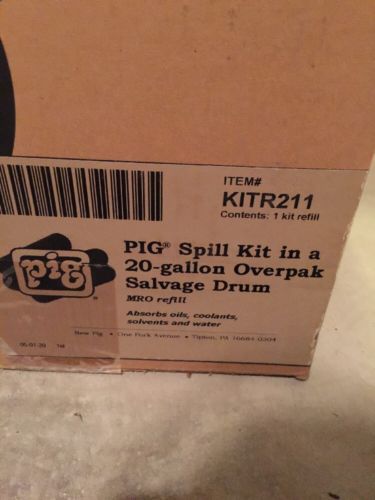 ITEM#
KITR211
Contents: 1 kit refill
pig®
PIG® Spill Kit in a
20-gallon Overpak
Salvage Drum
MRO refill
Absorbs oils, coolants,
solvents and water
New Pig • One Pork Avenue • Tipton, PA 16684-0304